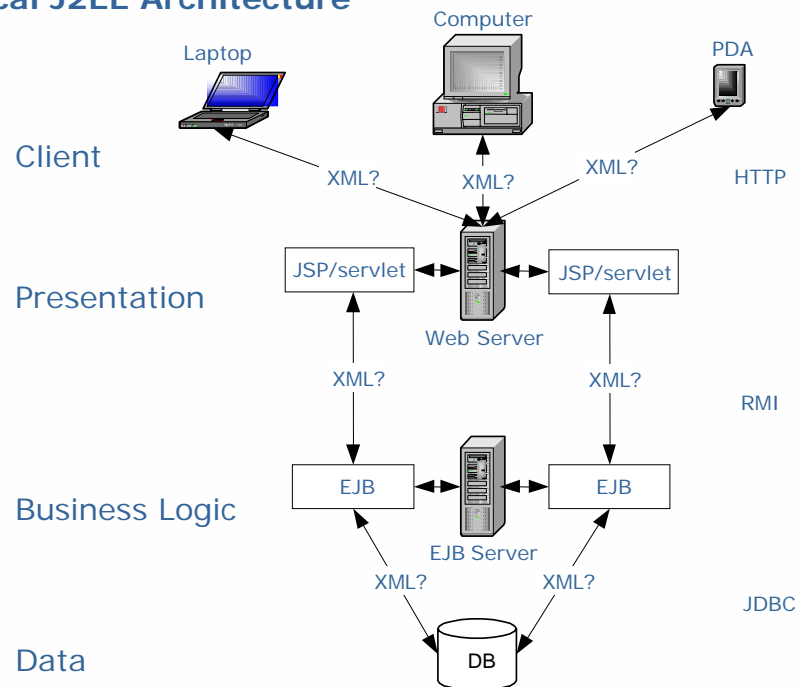 J2EE Architecture
Computer
Laptop
PDA
Client
XML?
XML?
XML?
HTTP
JSP/servlet
JSP/servlet
Presentation
Web Server
XML?
XML?
RMI
EJB
EJB
Business Logic
EJB Server
XML?
XML?
JDBC
Data
DB